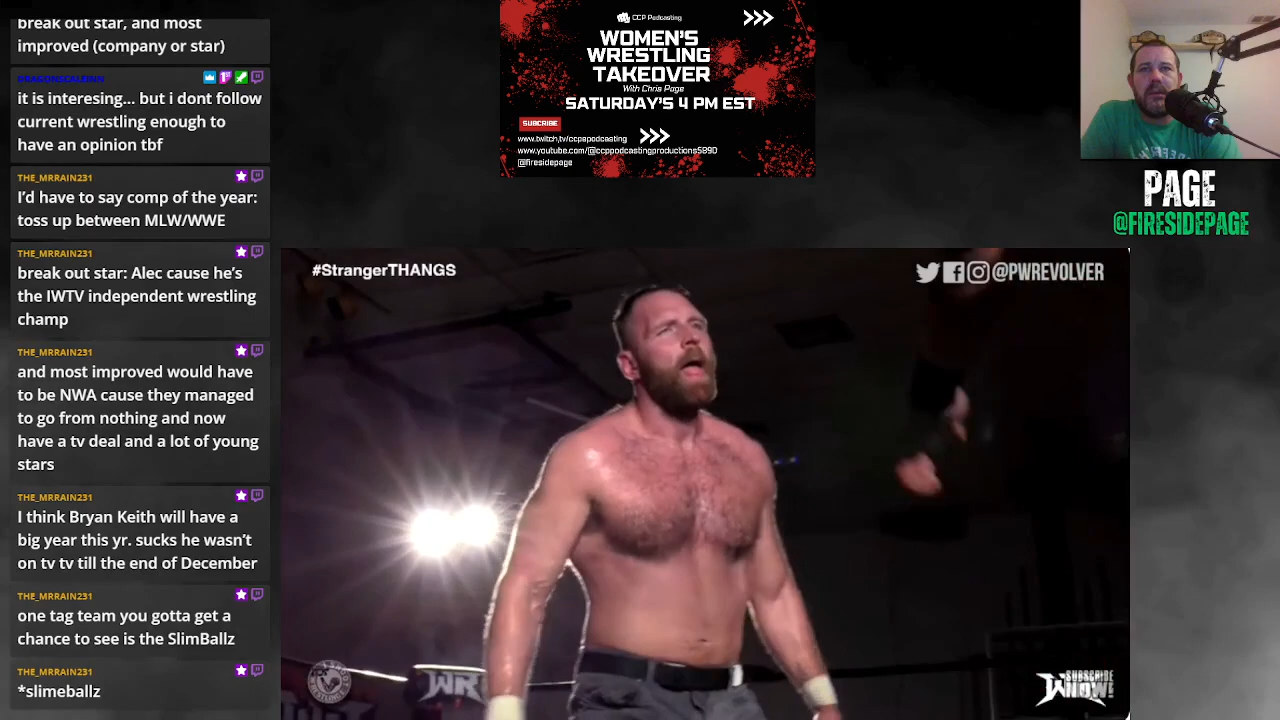 break out star, and most
improved (company or star)
it is interesing... but i dont follow
current wrestling enough to
have an opinion tbf
THE_MRRAIN231
I'd have to say comp of the year:
toss up between MLW/WWE
THE_MRRAIN231
break out star: Alec cause he's
the IWTV independent wrestling
champ
THE_MRRAIN231
and most improved would have
to be NWA cause they managed
to go from nothing and now
have a tv deal and a lot of young
stars
THE_MRRAIN231
I think Bryan Keith will have a
big year this yr. sucks he wasn't
on tv tv till the end of December
THE_MRRAIN231
one tag team you gotta get a
chance to see is the SlimBallz
THE_MRRAIN231
*slimeballz
CCP Podcasting
WOMEN'S
WRESTLING
TAKEOVER
With Chris Page
SATURDAY'S 4 PM EST
SUBCRIBE
www.youtube.com/@ccppodcastingproductions5890
@firesidepage
PAGE
@FIRESIDEPAGE
#StrangerTHANGS
@PWREVOLVER
WR
SUBSCRIBE
NOW!